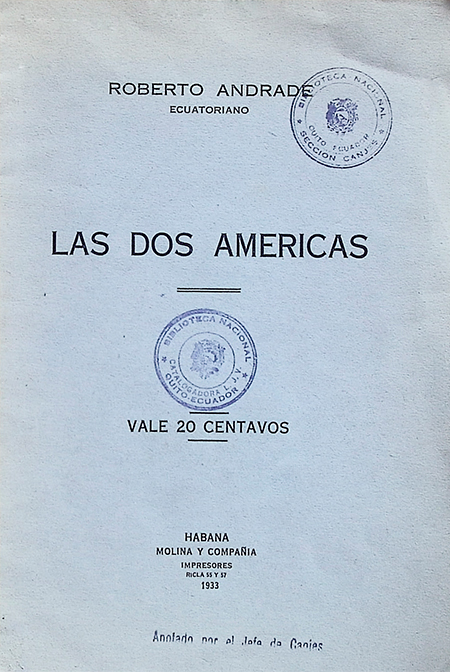 ROBERTO ANDRADE
ECUATORIANO
BIBLIOTECA NACIONAL
QUITO ECUADOR
SECCION CANJES
LAS DOS AMERICAS
BIBLIOTECA NACIONAL
CATALOGADORA L. J. V.
QUITO-ECUADOR
VALE 20 CENTAVOS
HABANA
MOLINA Y COMPAÑIA
IMPRESORES
RICLA 55 Y 57
1933
por el Jefe de Canjes